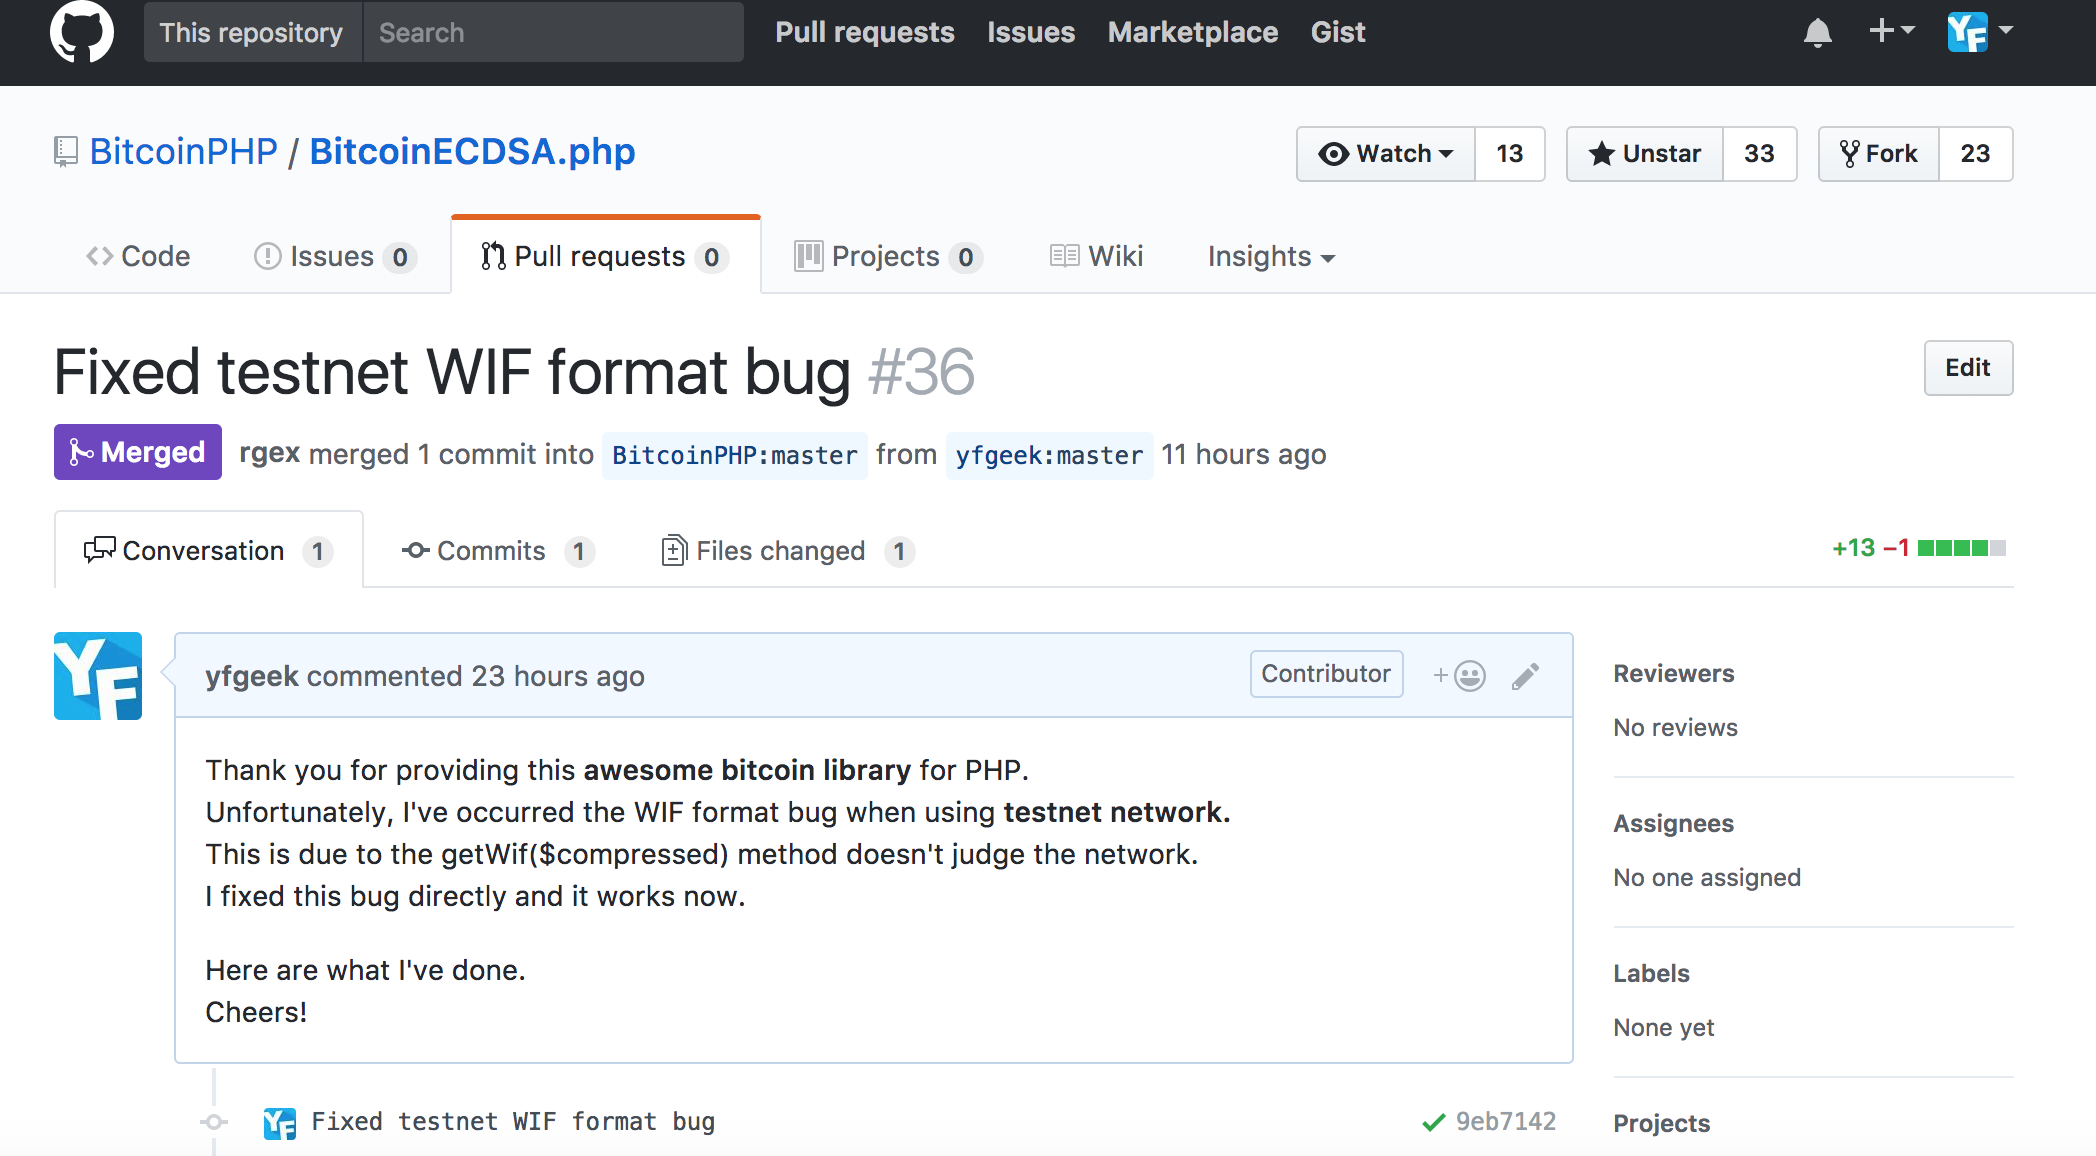 This repository Search Pull requests Issues Marketplace Gist
BitcoinPHP / BitcoinECDSA.php Watch 13 Unstar 33 Fork 23
Code Issues 0 Pull requests 0 Projects 0 Wiki Insights
Fixed testnet WIF format bug #36 Edit
Merged rgex merged 1 commit into BitcoinPHP:master from yfgeek:master 11 hours ago
Conversation 1 Commits 1 Files changed 1 +13 −1
YF yfgeek commented 23 hours ago Contributor
Thank you for providing this awesome bitcoin library for PHP.
Unfortunately, I've occurred the WIF format bug when using testnet network.
This is due to the getWif($compressed) method doesn't judge the network.
I fixed this bug directly and it works now.
Here are what I've done.
Cheers!
Fixed testnet WIF format bug 9eb7142
Reviewers
No reviews
Assignees
No one assigned
Labels
None yet
Projects